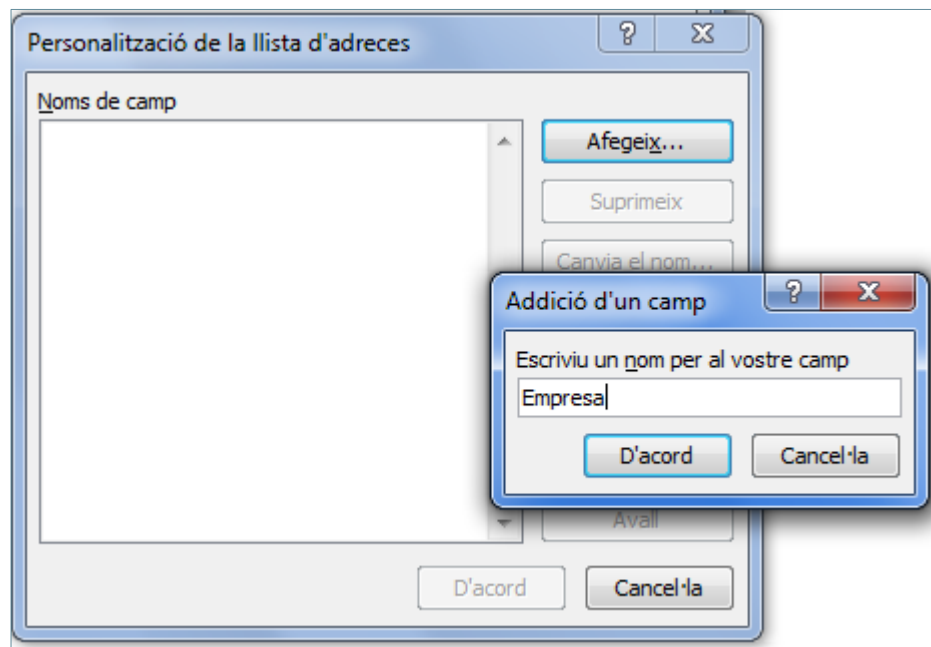 Personalització de la llista d'adreces
Noms de camp
Afegeix...
Suprimeix
Canvia el nom...
Addició d'un camp
Escriviu un nom per al vostre camp
Empresa
D'acord
Cancel·la
Avall
D'acord
Cancel·la